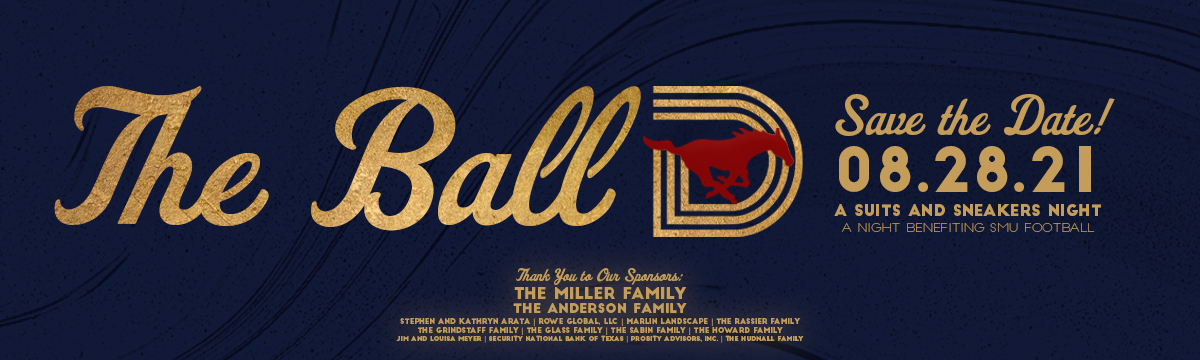 The Ball D
Save the Date!
08.28.21
A SUITS AND SNEAKERS NIGHT
A NIGHT BENEFITING SMU FOOTBALL
Thank You to Our Sponsors:
THE MILLER FAMILY
THE ANDERSON FAMILY
STEPHEN AND KATHRYN ARATA | ROWE GLOBAL, LLC | MARLIN LANDSCAPE | THE RASSIER FAMILY
THE GRINDSTAFF FAMILY | THE GLASS FAMILY | THE SABIN FAMILY | THE HOWARD FAMILY
JIM AND LOUISA MEYER | SECURITY NATIONAL BANK OF TEXAS | PROBITY ADVISORS, INC. | THE HUDNALL FAMILY